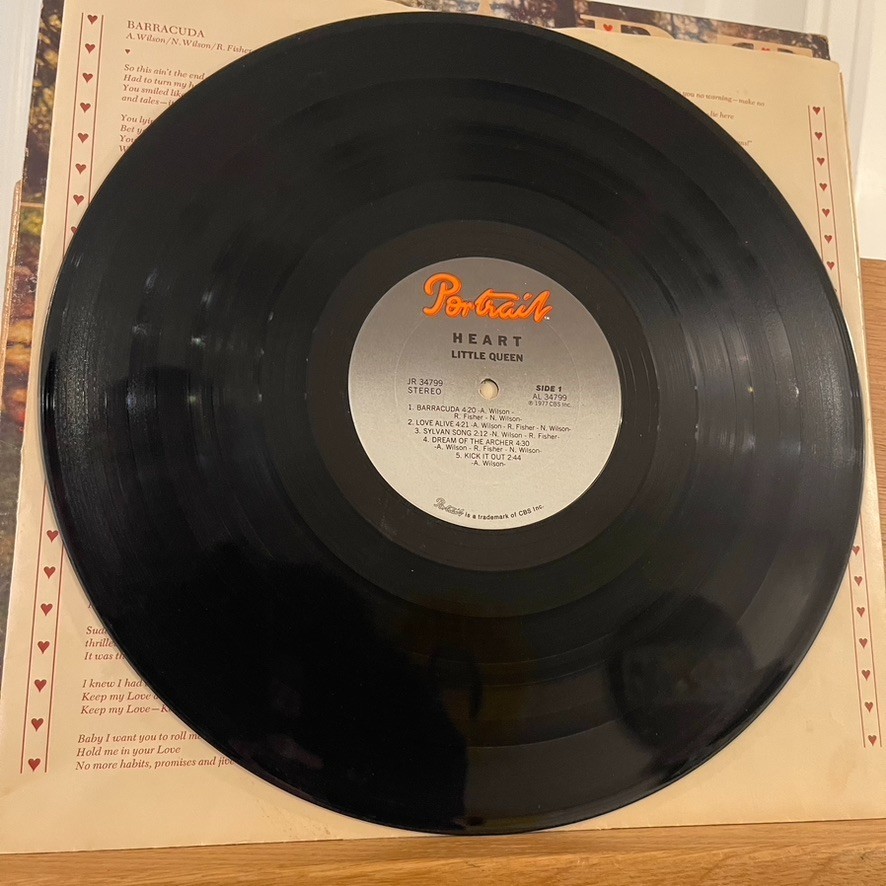 BARRACUDA
A. Wilson/N. Wilson/R. Fisher
So this ain't the end
Had to turn my
You smiled
and tales—
you no warning—make no
lie here
You
Bet
Portrait
HEART
LITTLE QUEEN
JR 34799
STEREO
SIDE 1
AL 34799
℗ 1977 CBS Inc.
1. BARRACUDA 4:20 -A. Wilson -
R. Fisher - N. Wilson-
2. LOVE ALIVE 4:21 -A. Wilson - R. Fisher - N. Wilson-
3. SYLVAN SONG 2:12 -N. Wilson - R. Fisher-
4. DREAM OF THE ARCHER 4:30
-A. Wilson - R. Fisher - N. Wilson-
5. KICK IT OUT 2:44
-A. Wilson-
Portrait is a trademark of CBS Inc.
It was
I knew I had
Keep my Love
Keep my Love—
Baby I want you to roll
Hold me in your Love
No more habits, promises and